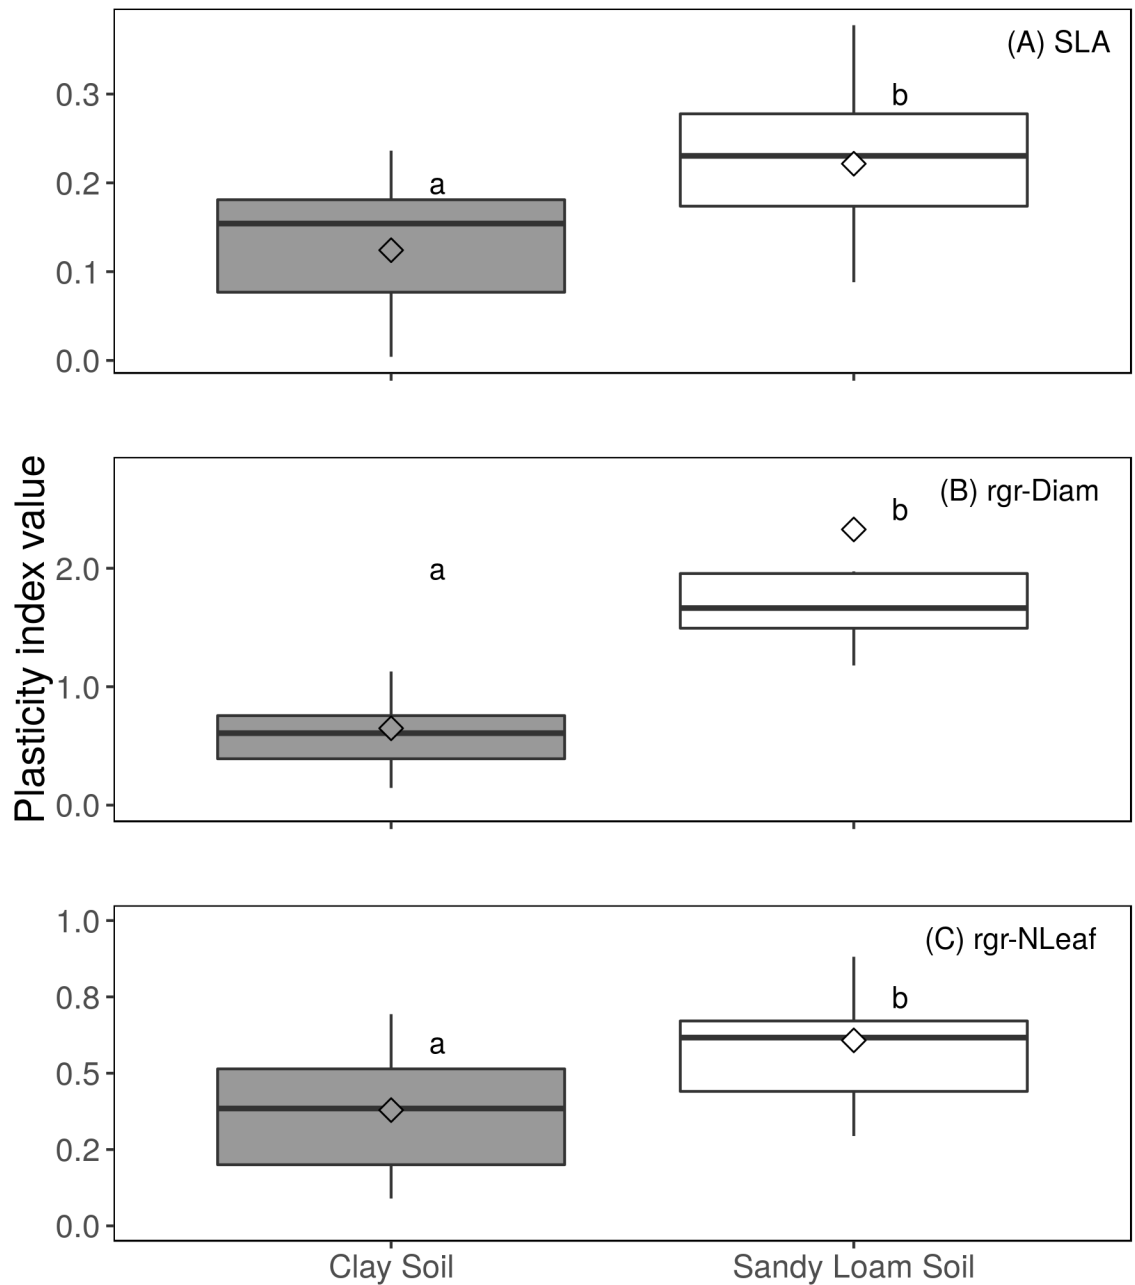 (A) SLA
0.3
b
0.2
a
0.1
0.0
Plasticity index value
(B) rgr-Diam
b
2.0
a
1.0
0.0
1.0
(C) rgr-NLeaf
0.8
b
a
0.5
0.2
0.0
Clay Soil
Sandy Loam Soil